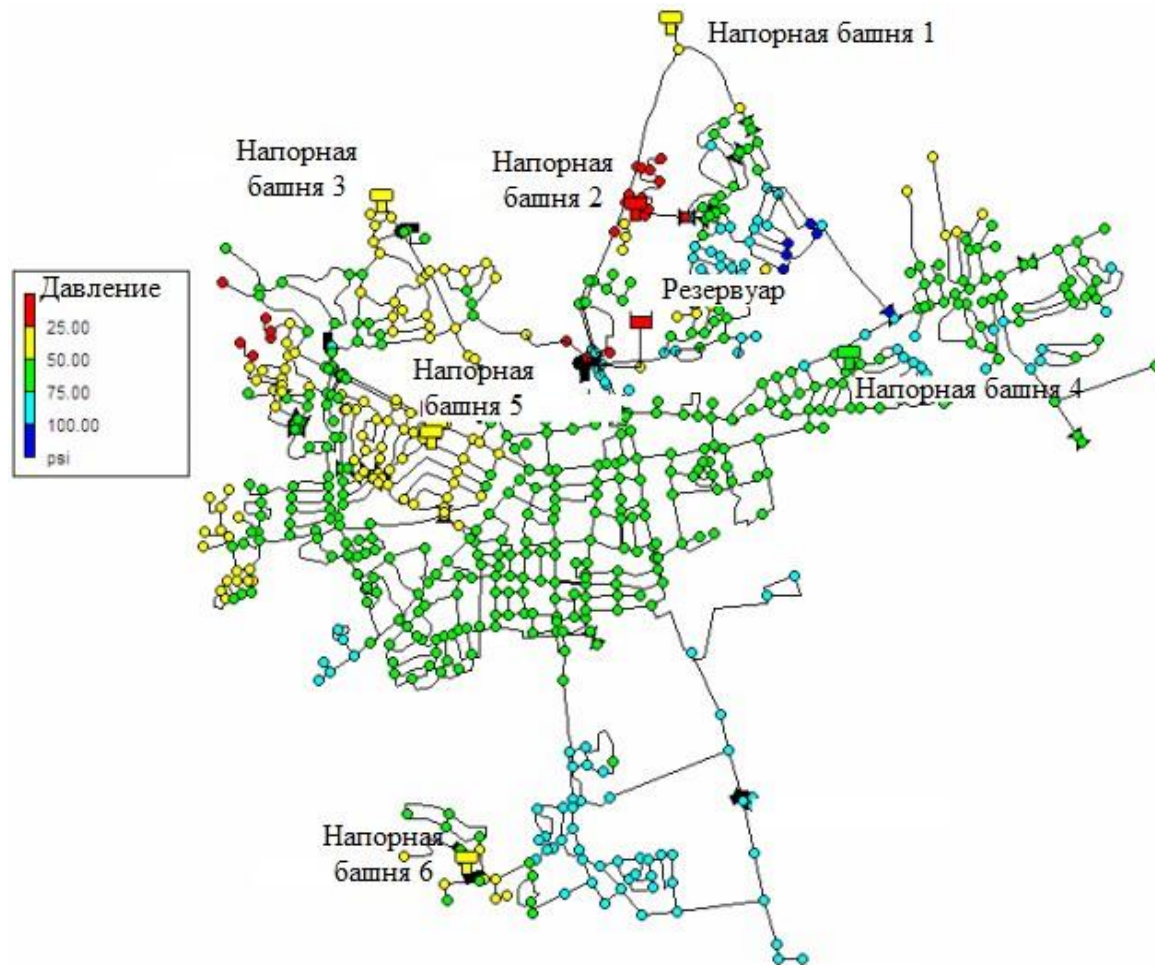 Напорная башня 1
Напорная
башня 3
Напорная
башня 2
Давление
25.00
50.00
75.00
100.00
psi
Резервуар
Напорная
башня 5
Напорная башня 4
Напорная
башня 6